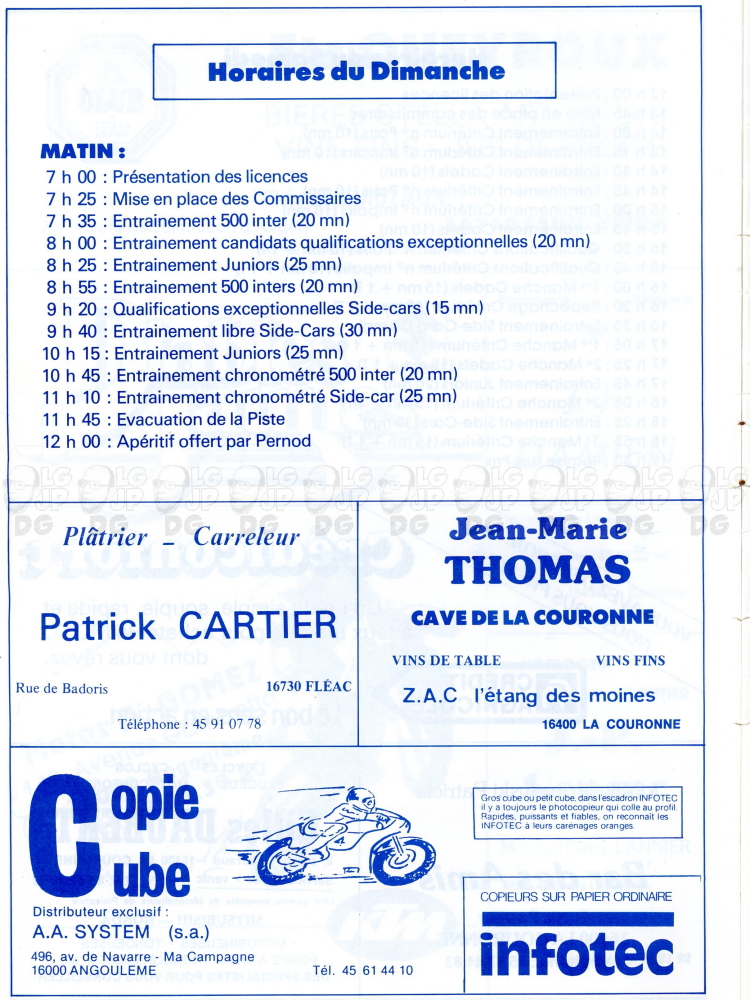 Horaires du Dimanche
MATIN :
7 h 00 : Présentation des licences
7 h 25 : Mise en place des Commissaires
7 h 35 : Entrainement 500 inter (20 mn)
8 h 00 : Entrainement candidats qualifications exceptionnelles (20 mn)
8 h 25 : Entrainement Juniors (25 mn)
8 h 55 : Entrainement 500 inters (20 mn)
9 h 20 : Qualifications exceptionnelles Side-cars (15 mn)
9 h 40 : Entrainement libre Side-Cars (30 mn)
10 h 15 : Entrainement Juniors (25 mn)
10 h 45 : Entrainement chronométré 500 inter (20 mn)
11 h 10 : Entrainement chronométré Side-car (25 mn)
11 h 45 : Evacuation de la Piste
12 h 00 : Apéritif offert par Pernod
Plâtrier – Carreleur
Patrick CARTIER
Rue de Badoris 16730 FLÉAC
Téléphone : 45 91 07 78
Jean-Marie
THOMAS
CAVE DE LA COURONNE
VINS DE TABLE VINS FINS
Z.A.C l'étang des moines
16400 LA COURONNE
Copie
Cube
Distributeur exclusif :
A.A. SYSTEM (s.a.)
496, av. de Navarre - Ma Campagne
16000 ANGOULEME Tél. 45 61 44 10
4
Gros cube ou petit cube, dans l'escadron INFOTEC
il y a toujours le photocopieur qui colle au profil.
Rapides, puissants et fiables, on reconnaît les
INFOTEC à leurs carénages oranges.
COPIEURS SUR PAPIER ORDINAIRE
infotec